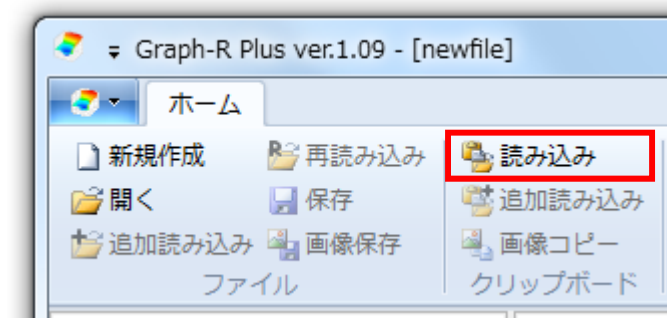 Graph-R Plus ver.1.09 - [newfile]
ホーム
新規作成 再読み込み 読み込み
開く 保存 追加読み込み
追加読み込み 画像保存 画像コピー
ファイル クリップボード